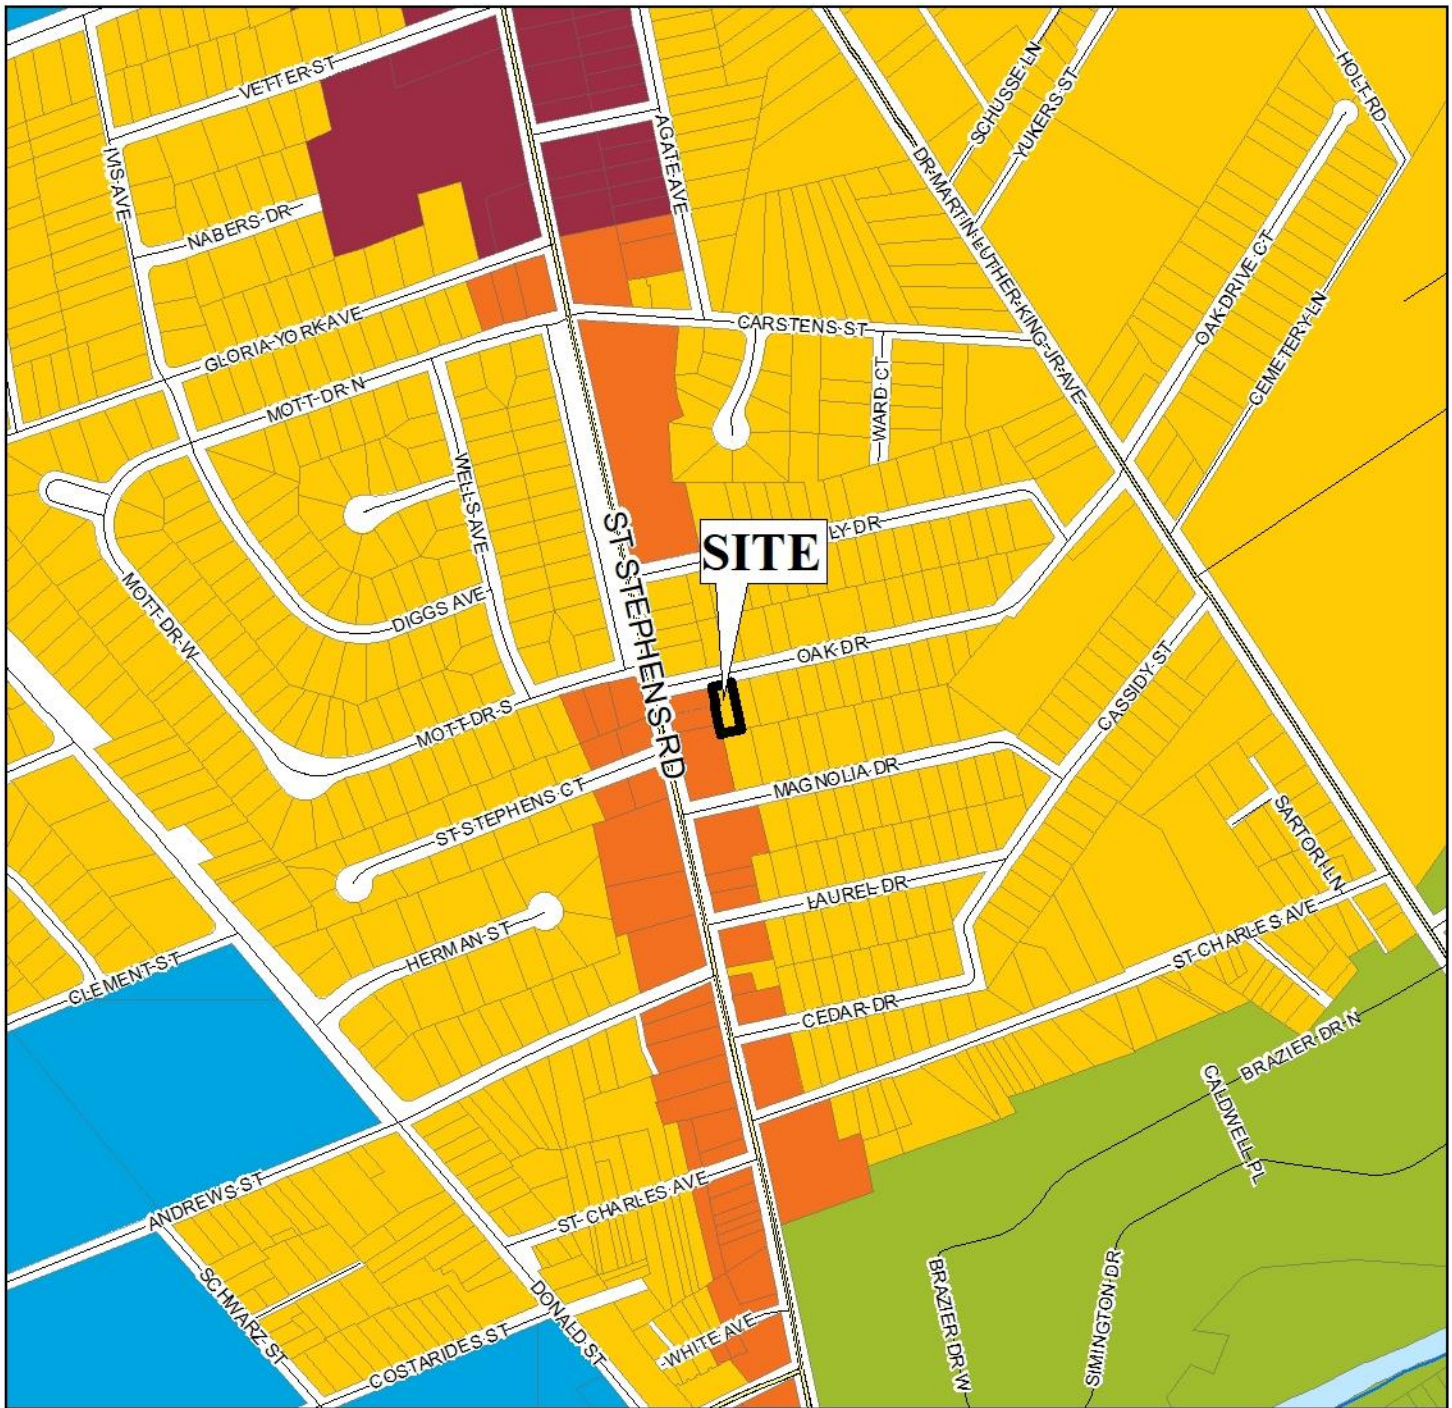 VETTER ST
SCHUSSE LN
YUKERS ST
HOLT RD
AGATE AVE
IVIS AVE
NABERS DR
DR MARTIN LUTHER KING JR AVE
OAK DRIVE CT
CEMETERY LN
GLORIA YORK AVE
CARSTENS ST
MOTT DR N
WARD CT
WELLS AVE
ST STEPHENS RD
LY DR
SITE
MOTT DR W
DIGGS AVE
OAK DR
CASSIDY ST
MOTT DR S
MAGNOLIA DR
ST STEPHENS CT
SARTORI LN
LAUREL DR
HERMAN ST
ST CHARLES AVE
CLEMENT ST
CEDAR DR
BRAZIER DR N
CALDWELL PL
ANDREWS ST
ST CHARLES AVE
BRAZIER DR W
SIMINGTON DR
SCHWARZ ST
DONALD ST
WHITE AVE
COSTARIDES ST